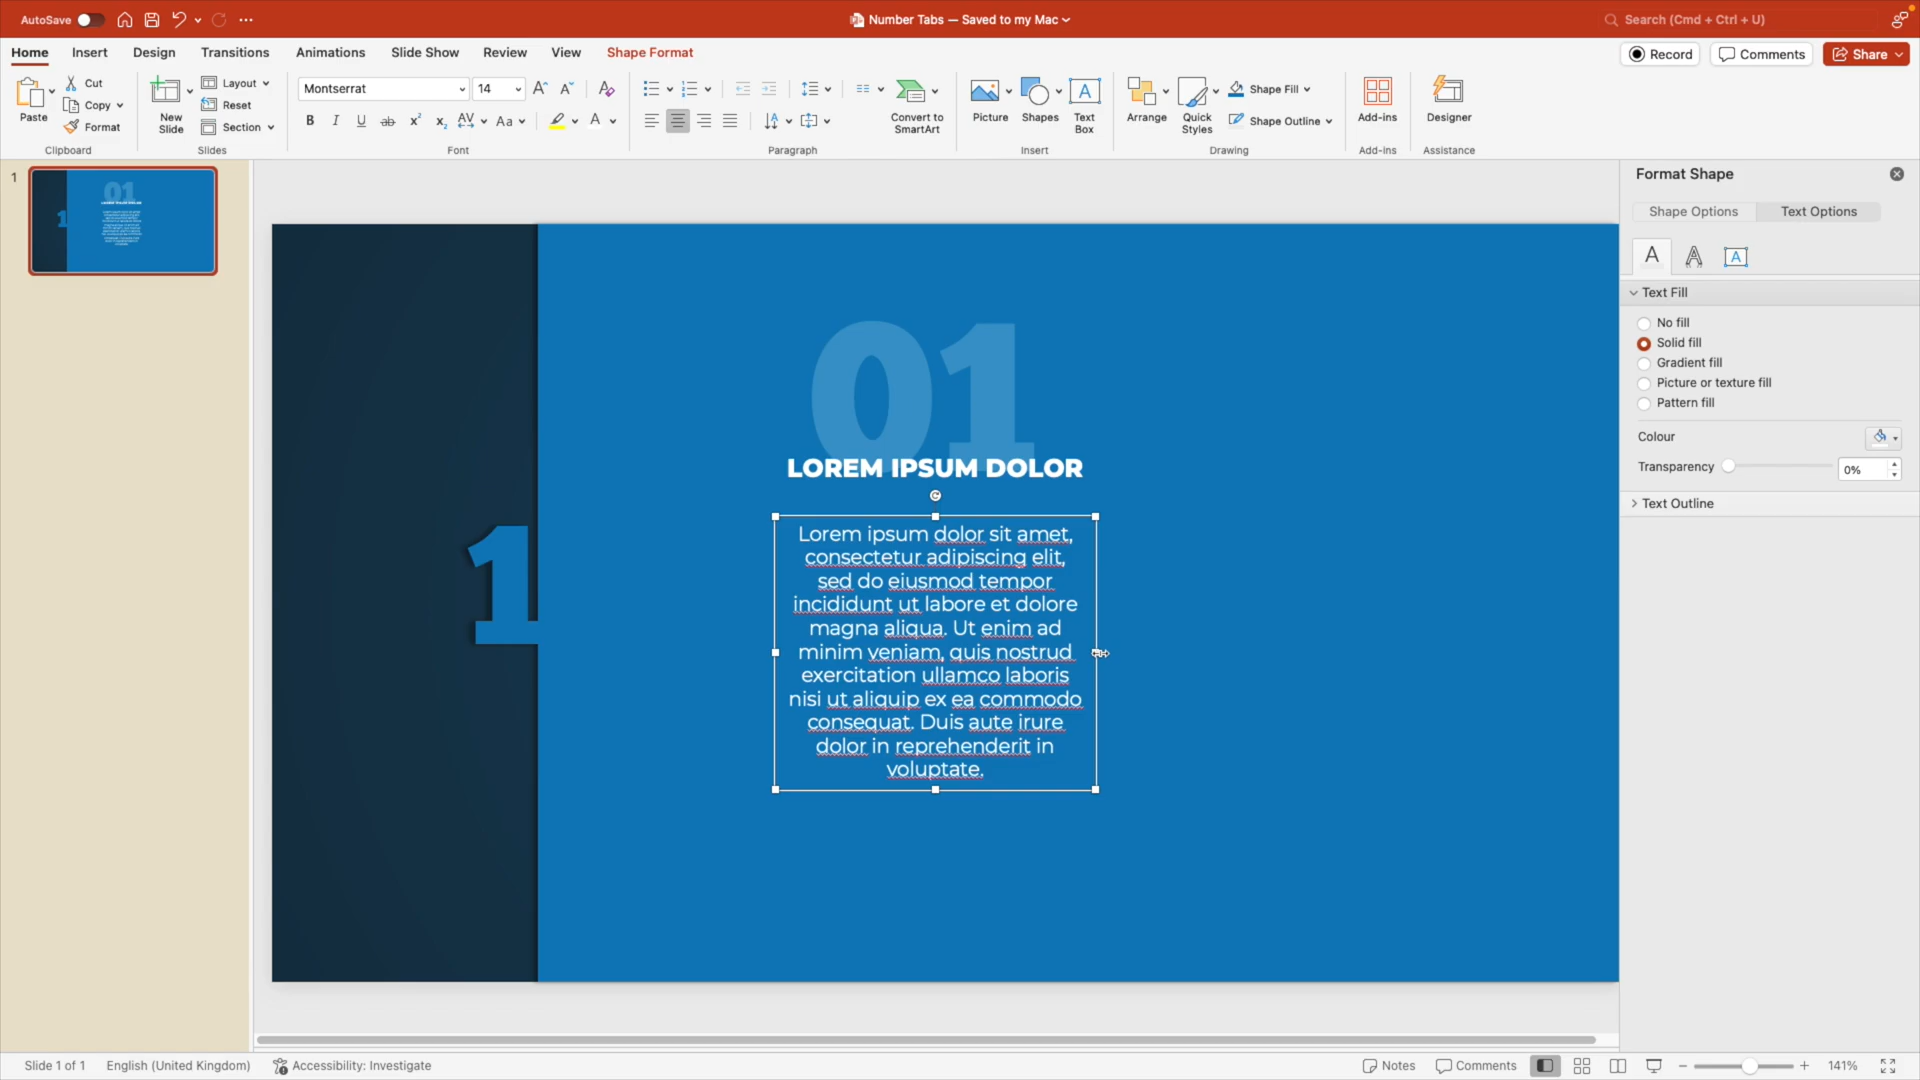 AutoSave
Number Tabs — Saved to my Mac
Search (Cmd + Ctrl + U)
Home
Insert
Design
Transitions
Animations
Slide Show
Review
View
Shape Format
Record
Comments
Share
Paste
Cut
Copy
Format
Clipboard
New
Slide
Layout
Reset
Section
Slides
Montserrat
14
Font
Paragraph
Convert to
SmartArt
Picture
Shapes
Text
Box
Insert
Arrange
Quick
Styles
Shape Fill
Shape Outline
Drawing
Add-ins
Add-ins
Designer
Assistance
1
01
1
01
LOREM IPSUM DOLOR
Lorem ipsum dolor sit amet,
consectetur adipiscing elit,
sed do eiusmod tempor
incididunt ut labore et dolore
magna aliqua. Ut enim ad
minim veniam, quis nostrud
exercitation ullamco laboris
nisi ut aliquip ex ea commodo
consequat. Duis aute irure
dolor in reprehenderit in
voluptate.
1
Format Shape
Shape Options
Text Options
Text Fill
No fill
Solid fill
Gradient fill
Picture or texture fill
Pattern fill
Colour
Transparency
0%
Text Outline
Slide 1 of 1
English (United Kingdom)
Accessibility: Investigate
Notes
Comments
141%